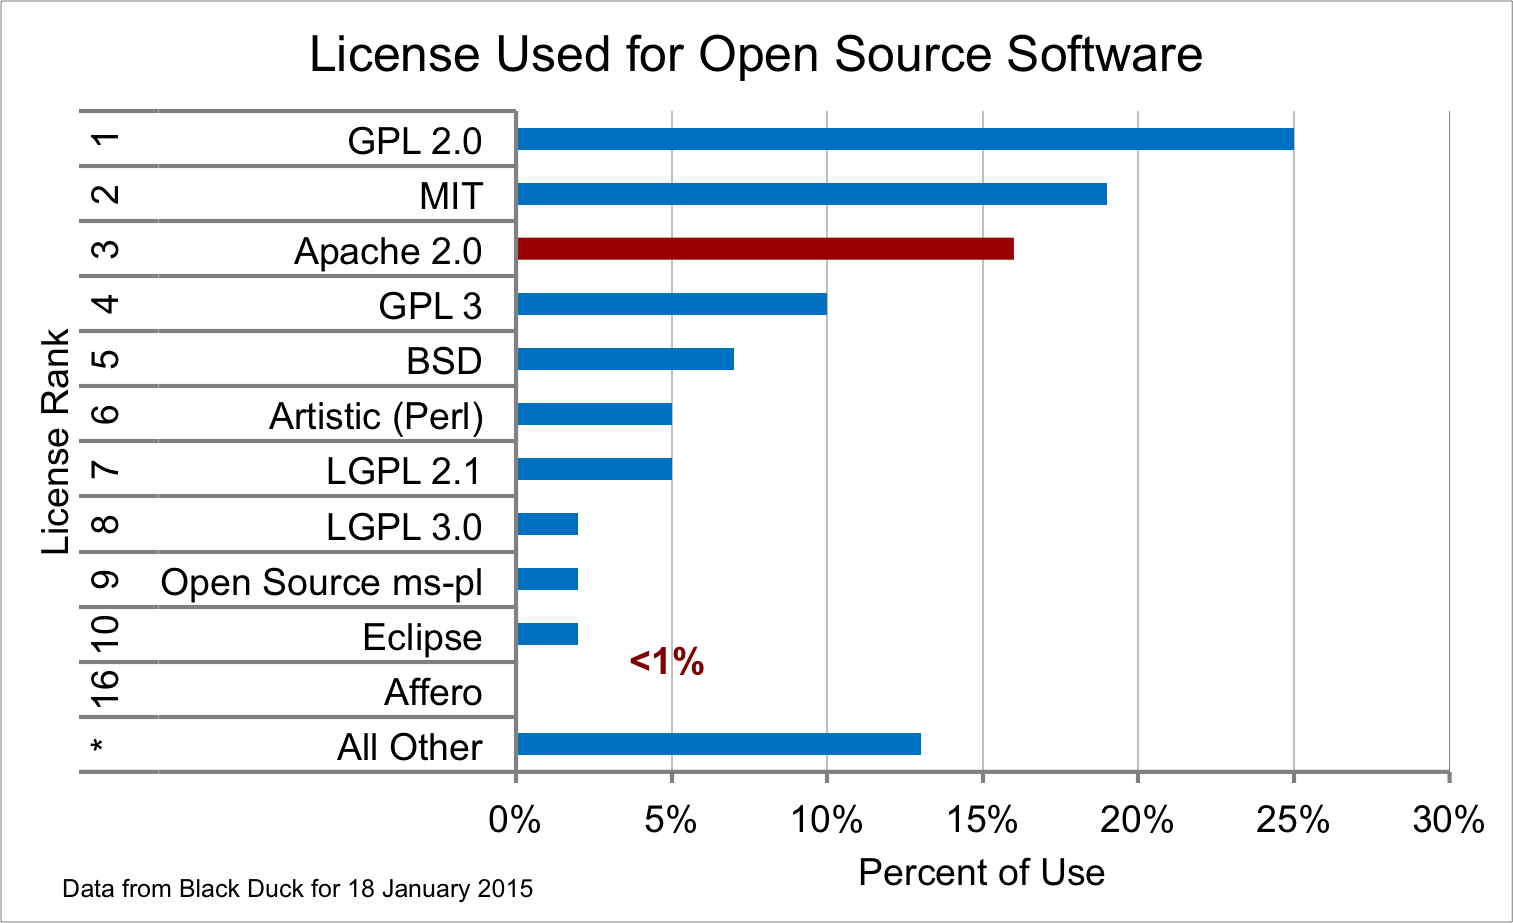 License Used for Open Source Software
License Rank
1 GPL 2.0
2 MIT
3 Apache 2.0
4 GPL 3
5 BSD
6 Artistic (Perl)
7 LGPL 2.1
8 LGPL 3.0
9 Open Source ms-pl
10 Eclipse
<1%
16 Affero
* All Other
0% 5% 10% 15% 20% 25% 30%
Percent of Use
Data from Black Duck for 18 January 2015